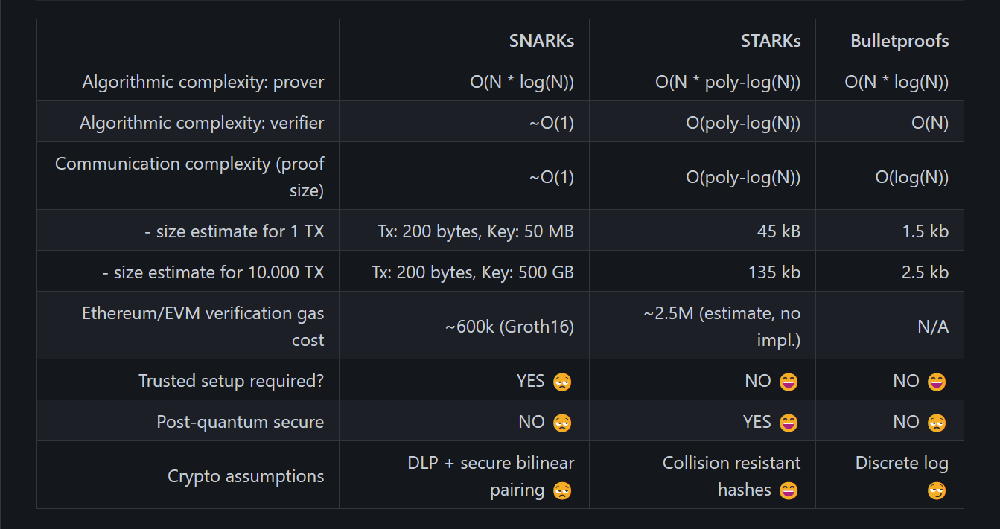 SNARKs STARKs Bulletproofs
Algorithmic complexity: prover O(N * log(N)) O(N * poly-log(N)) O(N * log(N))
Algorithmic complexity: verifier ~O(1) O(poly-log(N)) O(N)
Communication complexity (proof
size) ~O(1) O(poly-log(N)) O(log(N))
- size estimate for 1 TX Tx: 200 bytes, Key: 50 MB 45 kB 1.5 kb
- size estimate for 10.000 TX Tx: 200 bytes, Key: 500 GB 135 kb 2.5 kb
Ethereum/EVM verification gas
cost ~600k (Groth16) ~2.5M (estimate, no
impl.) N/A
Trusted setup required? YES 😞 NO 😄 NO 😄
Post-quantum secure NO 😞 YES 😄 NO 😞
Crypto assumptions DLP + secure bilinear
pairing 😞 Collision resistant
hashes 😄 Discrete log
😏